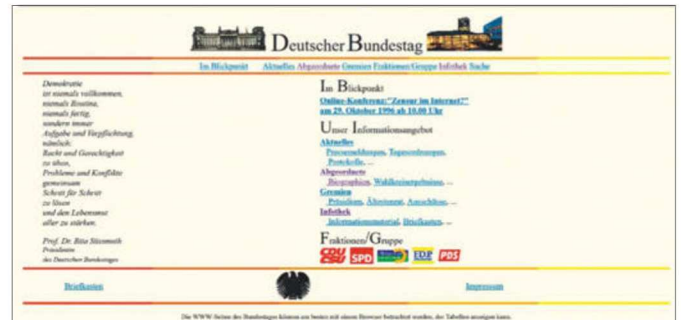 Deutscher Bundestag
Im Blickpunkt Aktuelles Abgeordnete Gremien Fraktionen/Gruppe Infothek Suche
Demokratie
ist niemals vollkommen,
niemals Routine,
niemals fertig,
sondern immer
Aufgabe und Verpflichtung,
nämlich:
Recht und Gerechtigkeit
zu üben,
Probleme und Konflikte
gemeinsam
Schritt für Schritt
zu lösen
und den Lebensmut
aller zu stärken.
Prof. Dr. Rita Süssmuth
Präsidentin
des Deutschen Bundestages
Im Blickpunkt
Online-Konferenz: "Zensur im Internet?"
am 29. Oktober 1996 ab 10.00 Uhr
Unser Informationsangebot
Aktuelles
Pressemeldungen, Tagesordnungen,
Protokolle, ...
Abgeordnete
Biographien, Wahlkreisergebnisse, ...
Gremien
Präsidium, Ältestenrat, Ausschüsse, ...
Infothek
Informationsmaterial, Briefkasten, ...
Fraktionen/Gruppe
CDU CSU SPD F.D.P. PDS
Briefkasten Impressum
Die WWW-Seiten des Bundestages können am besten mit einem Browser betrachtet werden, der Tabellen anzeigen kann.